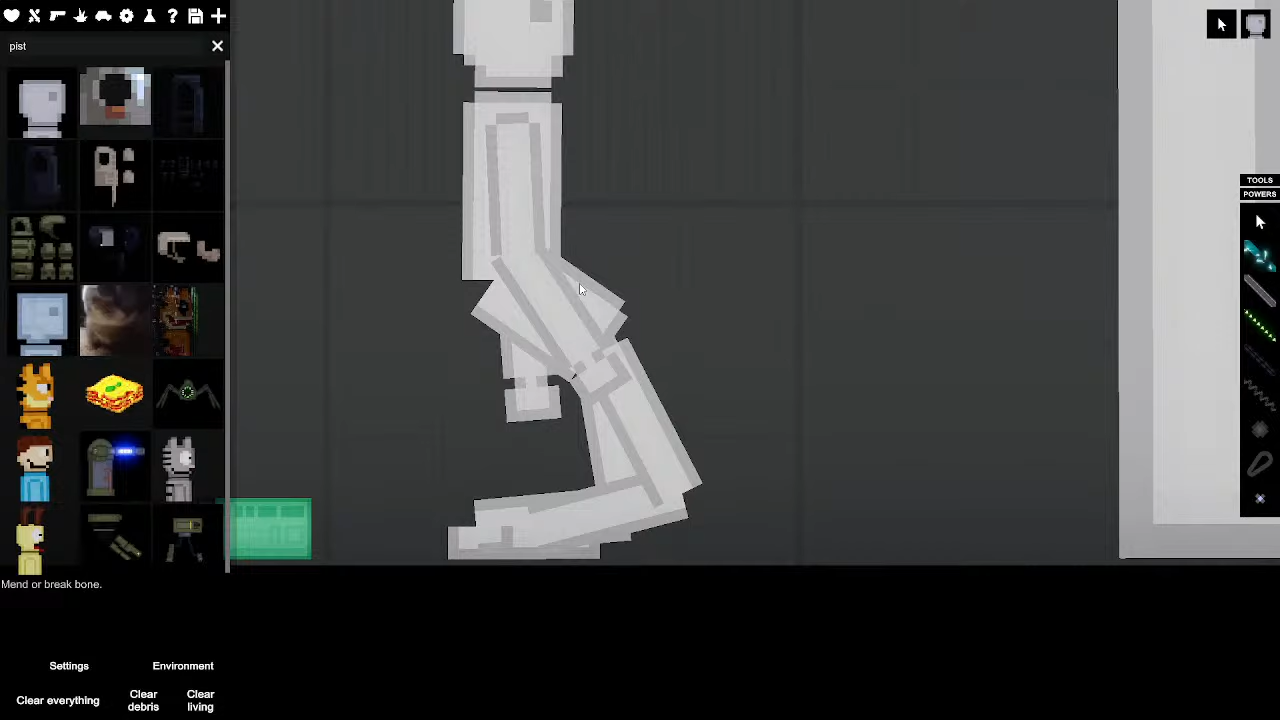 ?
pist
TOOLS
POWERS
Mend or break bone.
Settings
Environment
Clear everything
Clear
debris
Clear
living